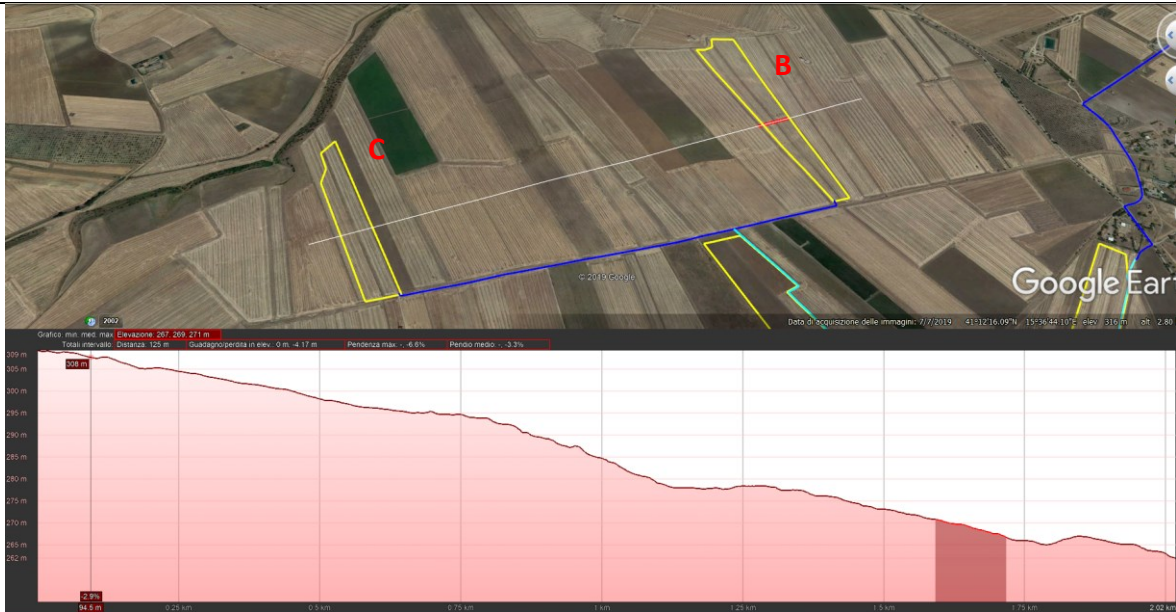 B
C
© 2019 Google
Google Ear
2002
Data di acquisizione delle immagini: 7/7/2019 41°12'16.09"N 15°36'44.10"E elev 316 m alt 2.80
Grafico: min, med, max Elevazione: 267, 269, 271 m
Totali intervallo: Distanza: 125 m Guadagno/perdita in elev.: 0 m, -4.17 m Pendenza max: -, -6.6% Pendio medio: -, -3.3%
309 m
308 m
305 m
300 m
295 m
290 m
285 m
280 m
275 m
270 m
265 m
262 m
-2.9%
94.5 m 0.25 km 0.5 km 0.75 km 1 km 1.25 km 1.5 km 1.75 km 2.02 km